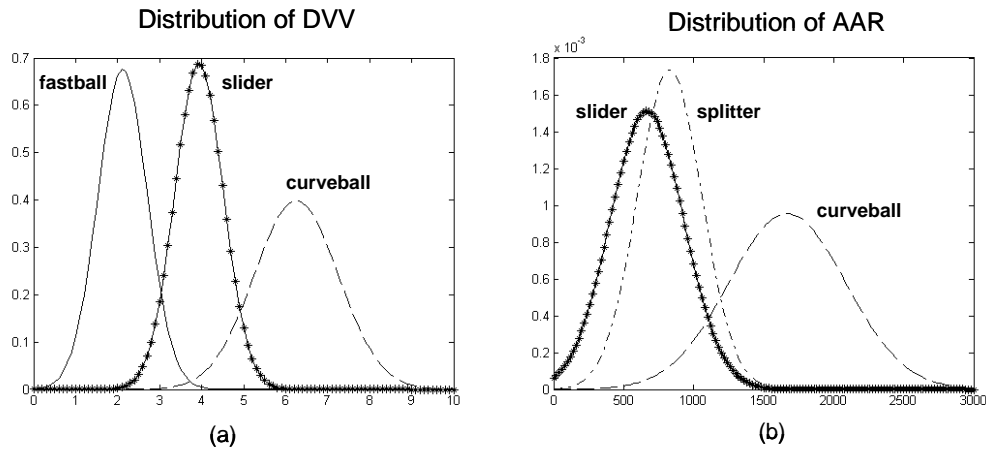 Distribution of DVV
0.7
0.6
0.5
0.4
0.3
0.2
0.1
0
fastball
slider
curveball
0 1 2 3 4 5 6 7 8 9 10
(a)
Distribution of AAR
x 10⁻³
1.8
1.6
1.4
1.2
1
0.8
0.6
0.4
0.2
0
slider
splitter
curveball
0 500 1000 1500 2000 2500 3000
(b)